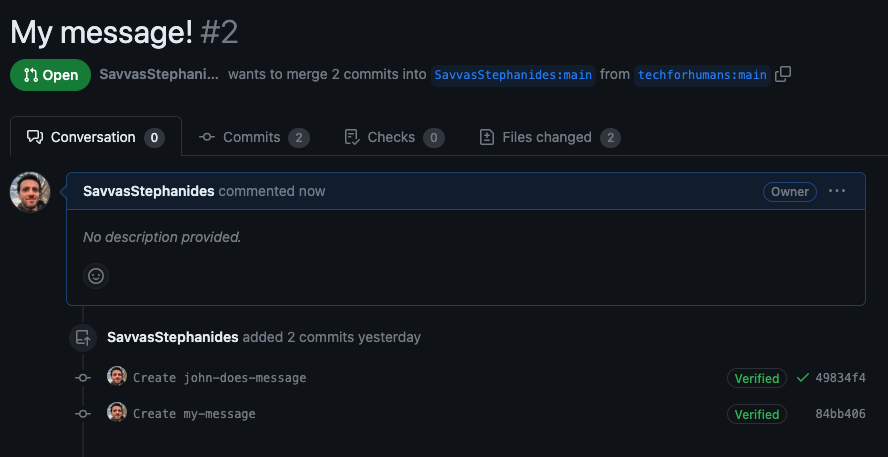 My message! #2
Open SavvasStephani... wants to merge 2 commits into SavvasStephanides:main from techforhumans:main
Conversation 0 Commits 2 Checks 0 Files changed 2
SavvasStephanides commented now Owner
No description provided.
SavvasStephanides added 2 commits yesterday
Create john-does-message Verified 49834f4
Create my-message Verified 84bb406